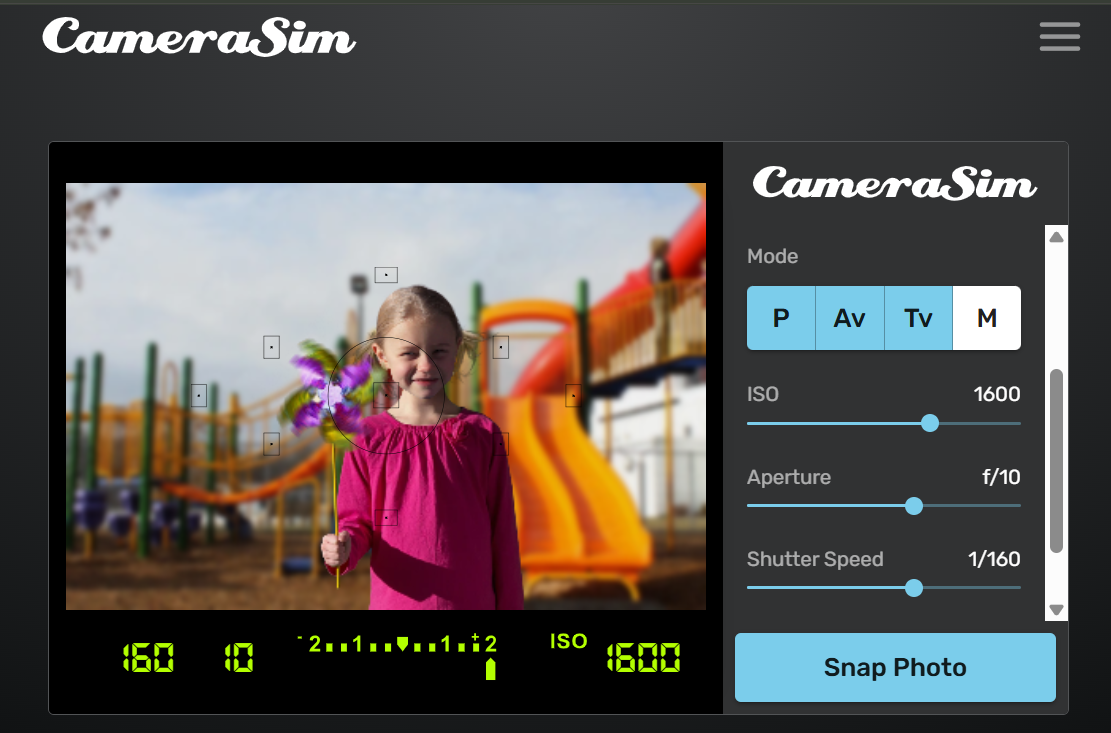 CameraSim
CameraSim
Mode
P Av Tv M
ISO 1600
Aperture f/10
Shutter Speed 1/160
Snap Photo
160 10 -2..1..▼..1..+2 ISO 1600